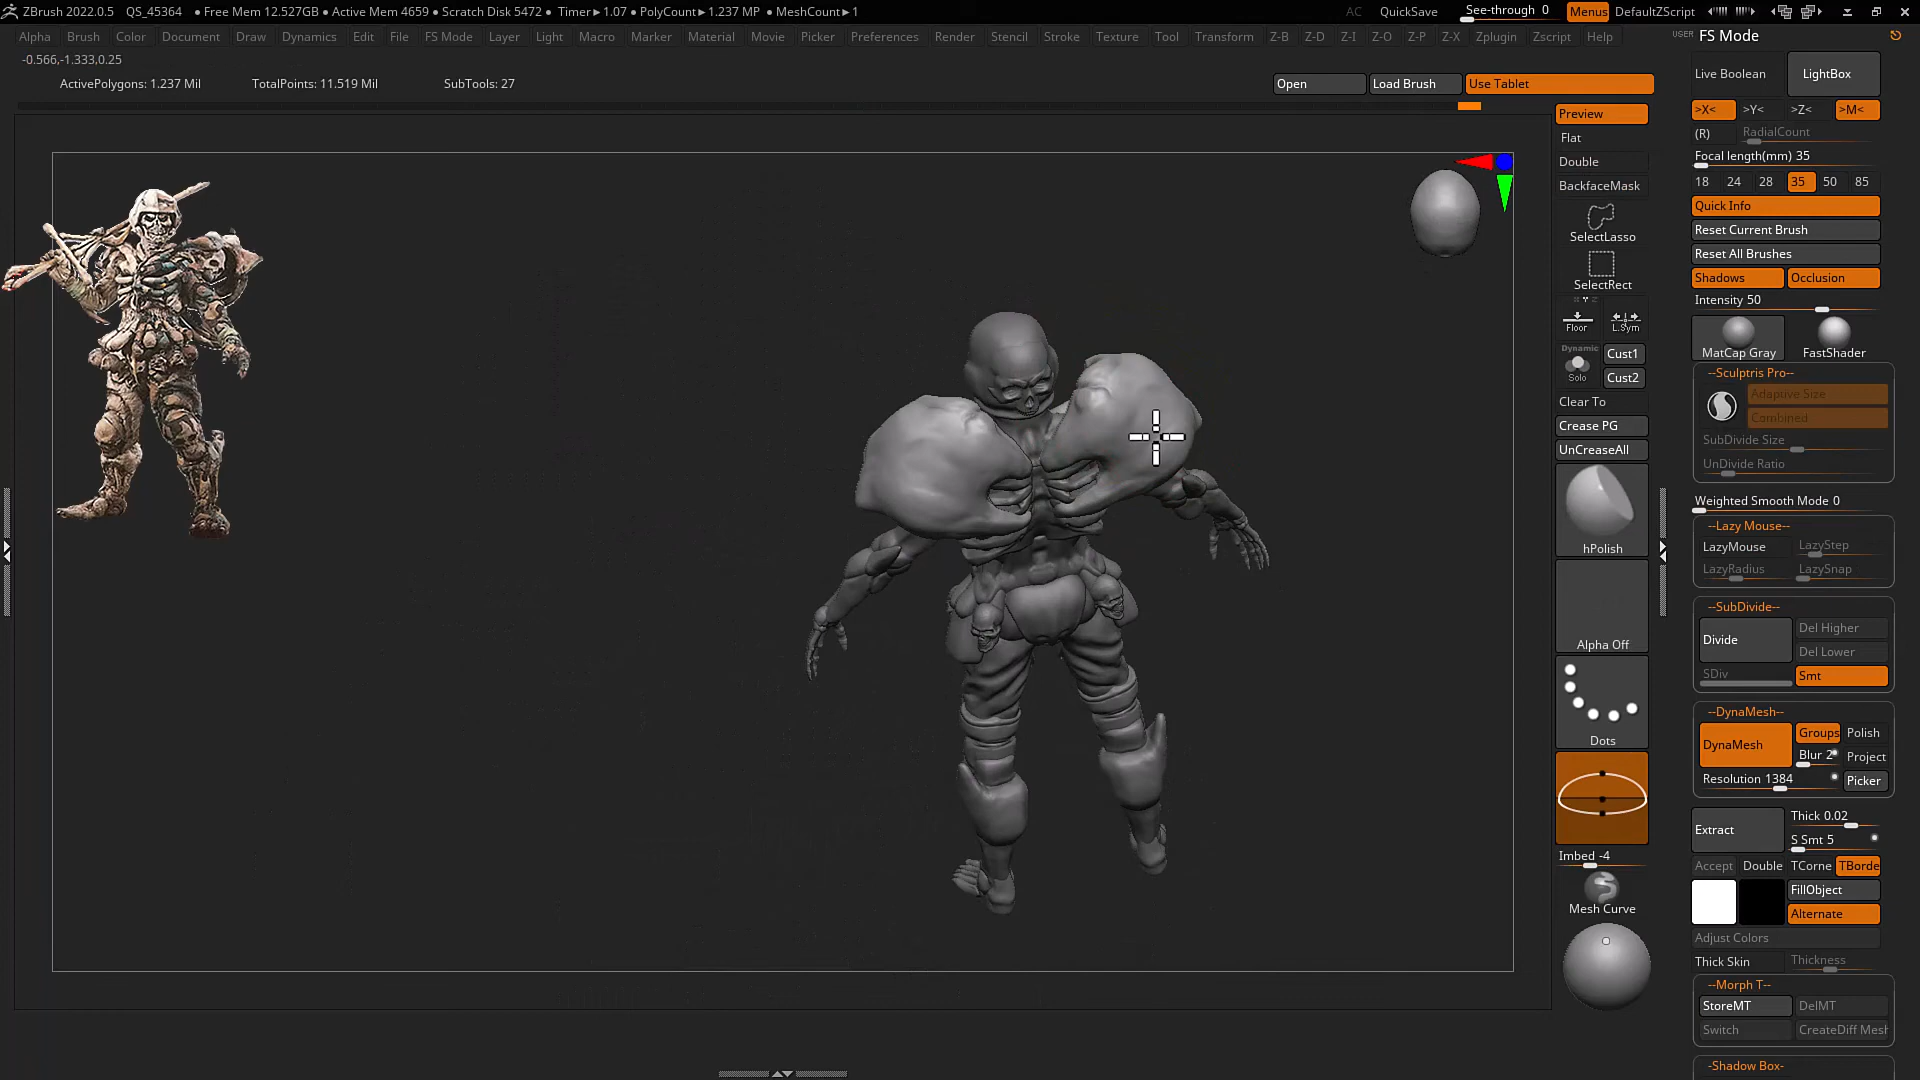 ZBrush 2022.0.5 QS_45364 • Free Mem 12.527GB • Active Mem 4659 • Scratch Disk 5472 • Timer►1.07 • PolyCount►1.237 MP • MeshCount►1 AC QuickSave See-through 0 Menus DefaultZScript
Alpha Brush Color Document Draw Dynamics Edit File FS Mode Layer Light Macro Marker Material Movie Picker Preferences Render Stencil Stroke Texture Tool Transform Z-B Z-D Z-I Z-O Z-P Z-X Zplugin Zscript Help
USER FS Mode
-0.566,-1.333,0.25
ActivePolygons: 1.237 Mil TotalPoints: 11.519 Mil SubTools: 27
Open Load Brush Use Tablet
Preview
Flat
Double
BackfaceMask
SelectLasso
SelectRect
Floor L.Sym
Dynamic
Solo
Cust1
Cust2
Clear To
Crease PG
UnCreaseAll
hPolish
Alpha Off
Dots
Imbed -4
Mesh Curve
Live Boolean LightBox
>X< >Y< >Z< >M<
(R) RadialCount
Focal length(mm) 35
18 24 28 35 50 85
Quick Info
Reset Current Brush
Reset All Brushes
Shadows Occlusion
Intensity 50
MatCap Gray FastShader
--Sculptris Pro--
Adaptive Size
Combined
SubDivide Size
UnDivide Ratio
Weighted Smooth Mode 0
--Lazy Mouse--
LazyMouse LazyStep
LazyRadius LazySnap
--SubDivide--
Divide Del Higher
Del Lower
SDiv Smt
--DynaMesh--
DynaMesh Groups Polish
Blur 2 Project
Resolution 1384 Picker
Extract Thick 0.02
S Smt 5
Accept Double TCorne TBorde
FillObject
Alternate
Adjust Colors
Thick Skin Thickness
--Morph T--
StoreMT DelMT
Switch CreateDiff Mesh
--Shadow Box-